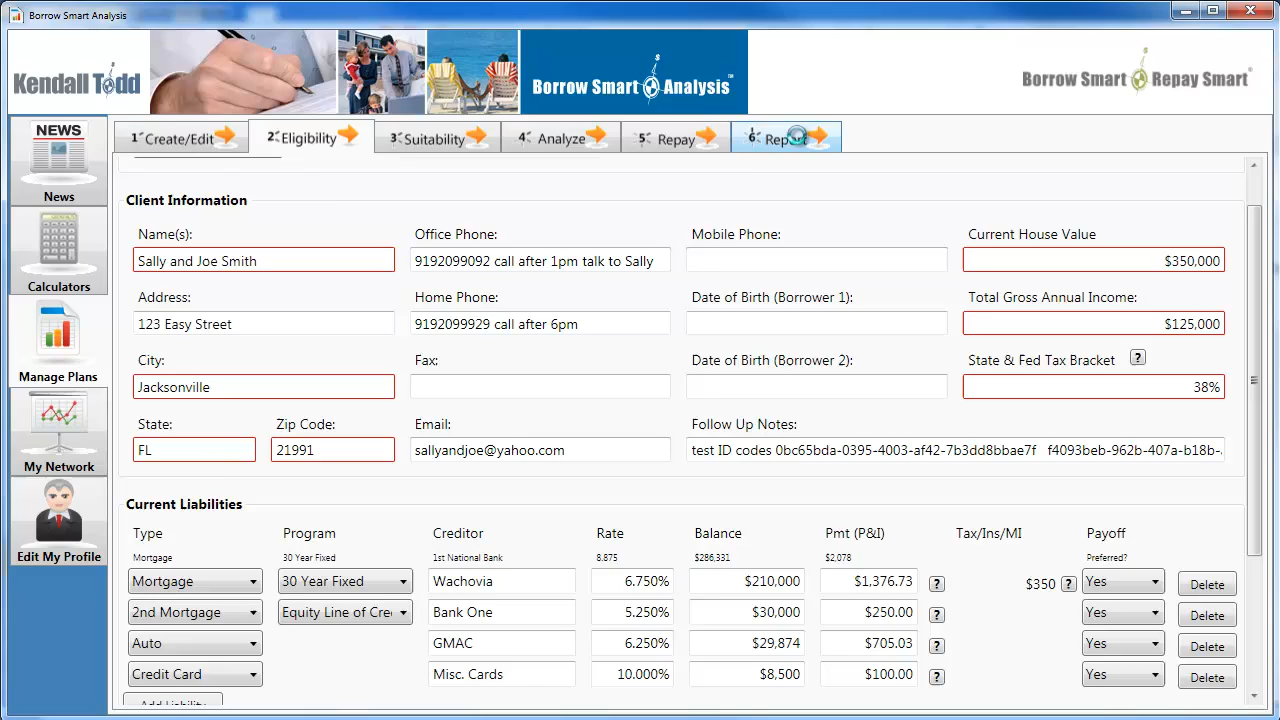 Borrow Smart Analysis
Kendall Todd
Borrow Smart Analysis™
Borrow Smart Repay Smart®
NEWS
News
Calculators
Manage Plans
My Network
Edit My Profile
1 Create/Edit
2 Eligibility
3 Suitability
4 Analyze
5 Repay
6
Client Information
Name(s): Office Phone: Mobile Phone: Current House Value
Sally and Joe Smith 9192099092 call after 1pm talk to Sally $350,000
Address: Home Phone: Date of Birth (Borrower 1): Total Gross Annual Income:
123 Easy Street 9192099929 call after 6pm $125,000
City: Fax: Date of Birth (Borrower 2): State & Fed Tax Bracket ?
Jacksonville 38%
State: Zip Code: Email: Follow Up Notes:
FL 21991 sallyandjoe@yahoo.com test ID codes 0bc65bda-0395-4003-af42-7b3dd8bbae7f f4093beb-962b-407a-b18b-
Current Liabilities
Type Program Creditor Rate Balance Pmt (P&I) Tax/Ins/MI Payoff
Mortgage 30 Year Fixed 1st National Bank 8.875 $286,331 $2,078 Preferred?
Mortgage 30 Year Fixed Wachovia 6.750% $210,000 $1,376.73 ? $350 ? Yes Delete
2nd Mortgage Equity Line of Cre Bank One 5.250% $30,000 $250.00 ? Yes Delete
Auto GMAC 6.250% $29,874 $705.03 ? Yes Delete
Credit Card Misc. Cards 10.000% $8,500 $100.00 ? Yes Delete
Add Liability